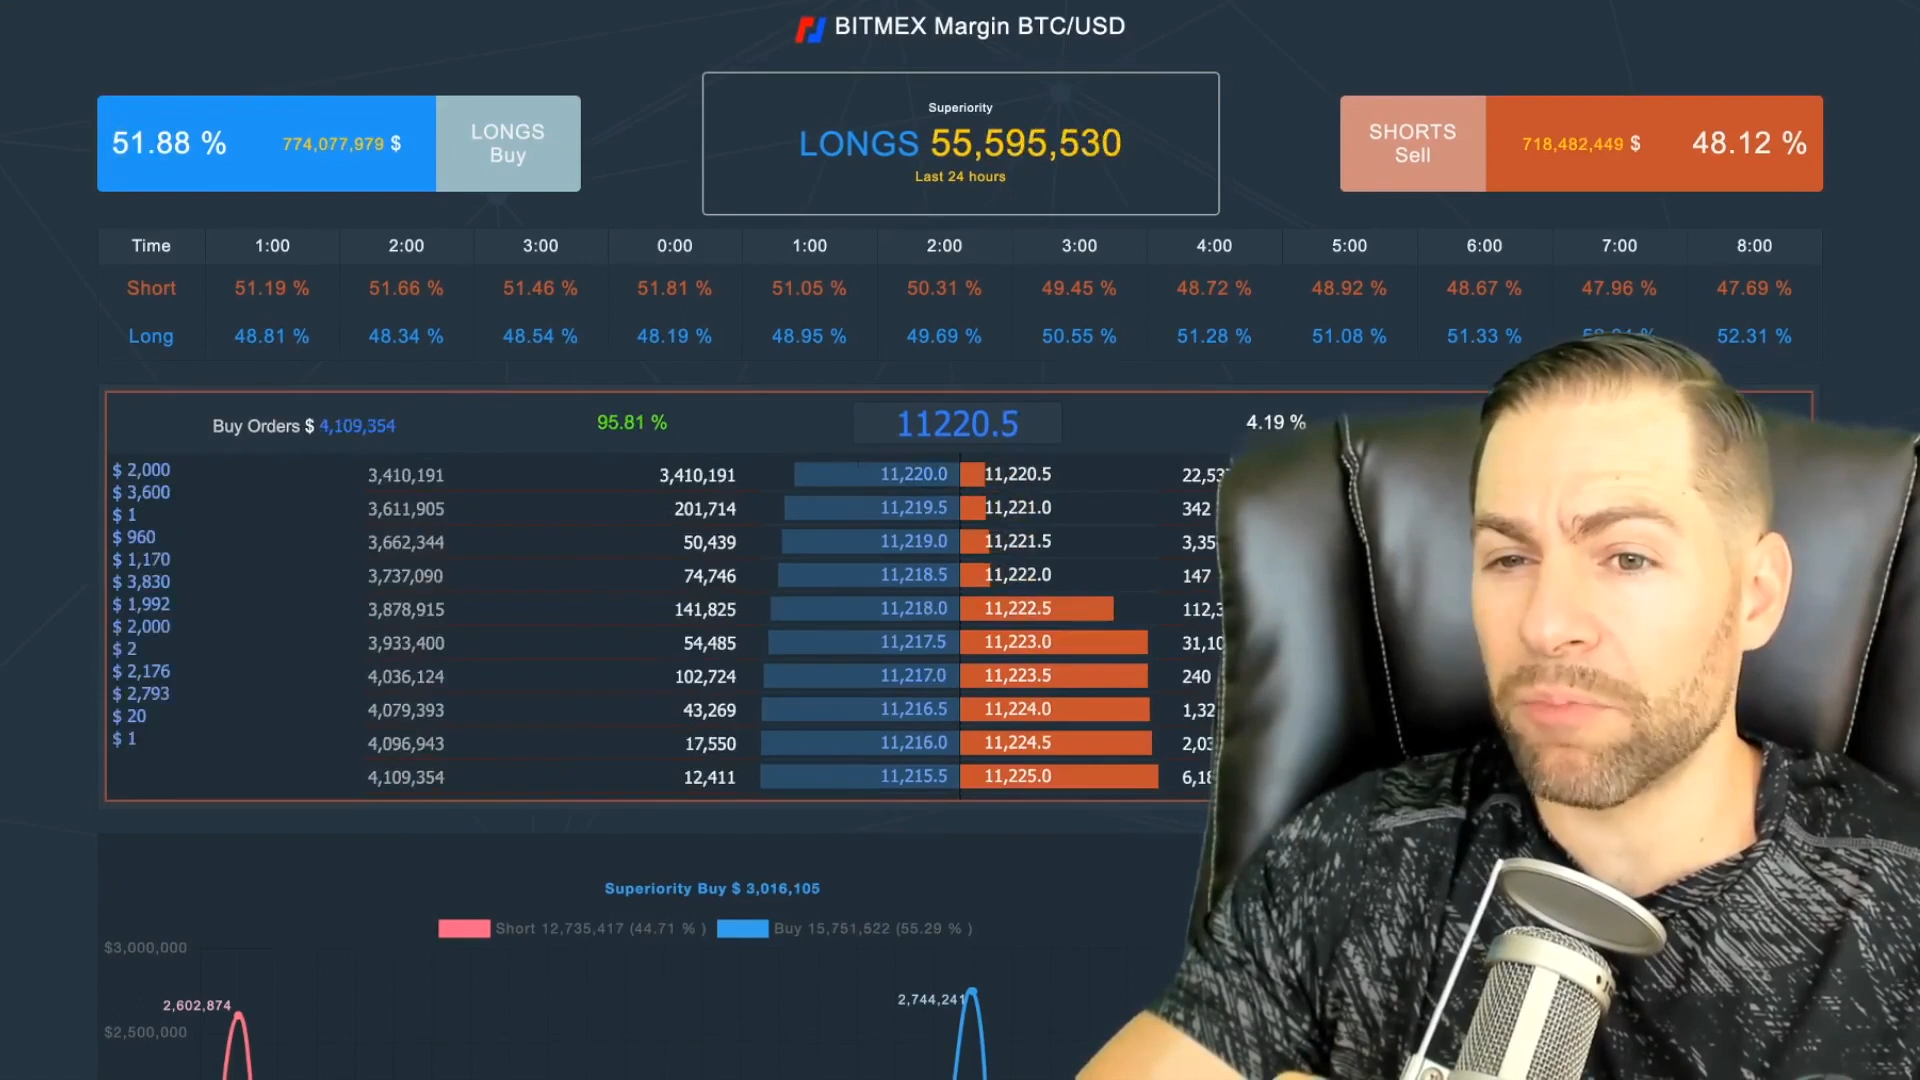 BITMEX Margin BTC/USD
51.88 % 774,077,979 $ LONGS Buy
Superiority
LONGS 55,595,530
Last 24 hours
SHORTS Sell 718,482,449 $ 48.12 %
Time 1:00 2:00 3:00 0:00 1:00 2:00 3:00 4:00 5:00 6:00 7:00 8:00
Short 51.19 % 51.66 % 51.46 % 51.81 % 51.05 % 50.31 % 49.45 % 48.72 % 48.92 % 48.67 % 47.96 % 47.69 %
Long 48.81 % 48.34 % 48.54 % 48.19 % 48.95 % 49.69 % 50.55 % 51.28 % 51.08 % 51.33 % 52.31 %
Buy Orders $ 4,109,354 95.81 % 11220.5 4.19 %
$ 2,000
$ 3,600
$ 1
$ 960
$ 1,170
$ 3,830
$ 1,992
$ 2,000
$ 2
$ 2,176
$ 2,793
$ 20
$ 1
3,410,191 3,410,191 11,220.0 11,220.5
3,611,905 201,714 11,219.5 11,221.0 342
3,662,344 50,439 11,219.0 11,221.5
3,737,090 74,746 11,218.5 11,222.0 147
3,878,915 141,825 11,218.0 11,222.5
3,933,400 54,485 11,217.5 11,223.0
4,036,124 102,724 11,217.0 11,223.5 240
4,079,393 43,269 11,216.5 11,224.0
4,096,943 17,550 11,216.0 11,224.5
4,109,354 12,411 11,215.5 11,225.0
Superiority Buy $ 3,016,105
Short 12,735,417 (44.71 % ) Buy 15,751,522 (55.29 % )
$3,000,000
2,602,874 2,744,241
$2,500,000